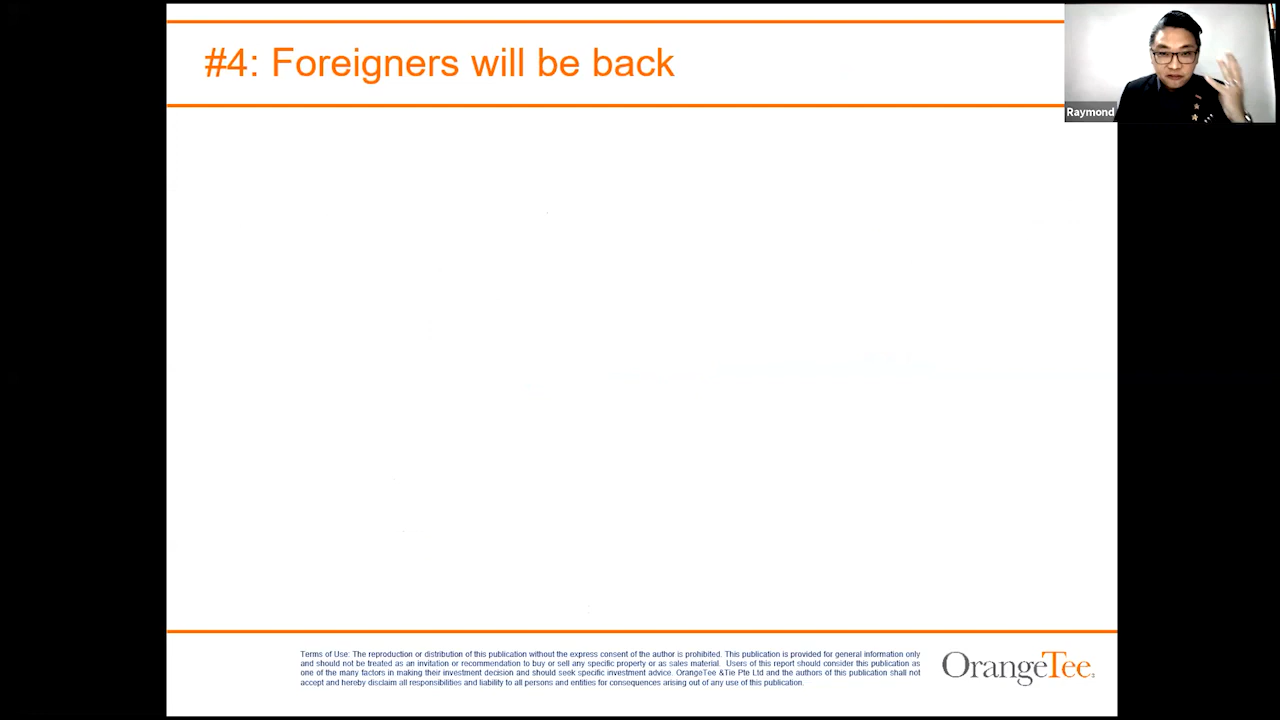 #4: Foreigners will be back
Raymond
Terms of Use: The reproduction or distribution of this publication without the express consent of the author is prohibited. This publication is provided for general information only
and should not be treated as an invitation or recommendation to buy or sell any specific property or as sales material. Users of this report should consider this publication as
one of the many factors in making their investment decision and should seek specific investment advice. OrangeTee &Tie Pte Ltd and the authors of this publication shall not
accept and hereby disclaim all responsibilities and liability to all persons and entities for consequences arising out of any use of this publication.
OrangeTee